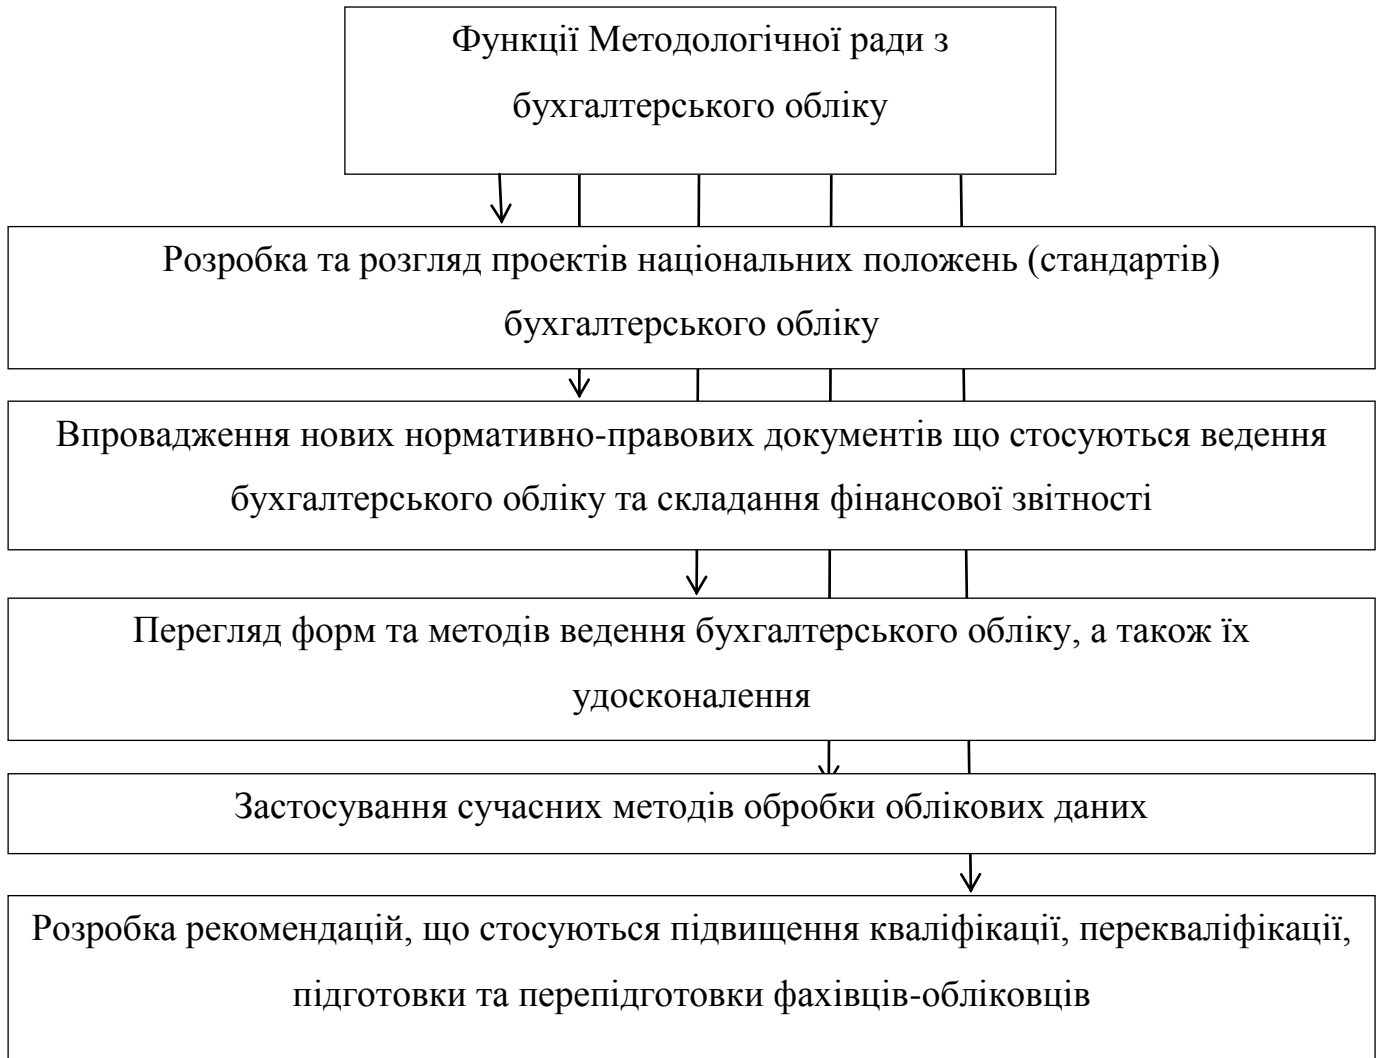 Функції Методологічної ради з
бухгалтерського обліку
Розробка та розгляд проектів національних положень (стандартів)
бухгалтерського обліку
Впровадження нових нормативно-правових документів що стосуються ведення
бухгалтерського обліку та складання фінансової звітності
Перегляд форм та методів ведення бухгалтерського обліку, а також їх
удосконалення
Застосування сучасних методів обробки облікових даних
Розробка рекомендацій, що стосуються підвищення кваліфікації, перекваліфікації,
підготовки та перепідготовки фахівців-обліковців